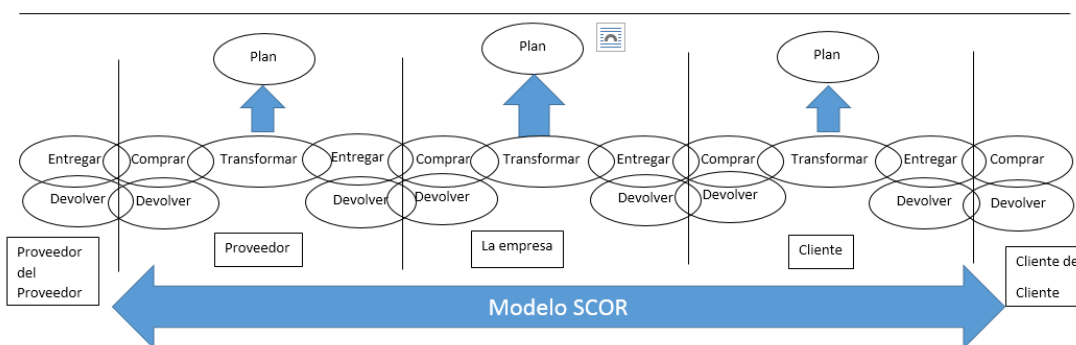 Plan
Plan
Plan
Entregar
Comprar
Transformar
Entregar
Comprar
Transformar
Entregar
Comprar
Transformar
Entregar
Comprar
Devolver
Devolver
Devolver
Devolver
Devolver
Devolver
Devolver
Devolver
Proveedor
del
Proveedor
Proveedor
La empresa
Cliente
Cliente de
Cliente
Modelo SCOR